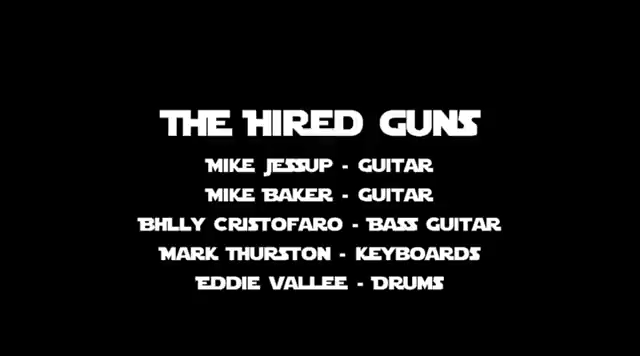 The Hired Guns
Mike Jessup - Guitar
Mike Baker - Guitar
Bhlly Cristofaro - Bass Guitar
Mark Thurston - Keyboards
Eddie Vallee - Drums